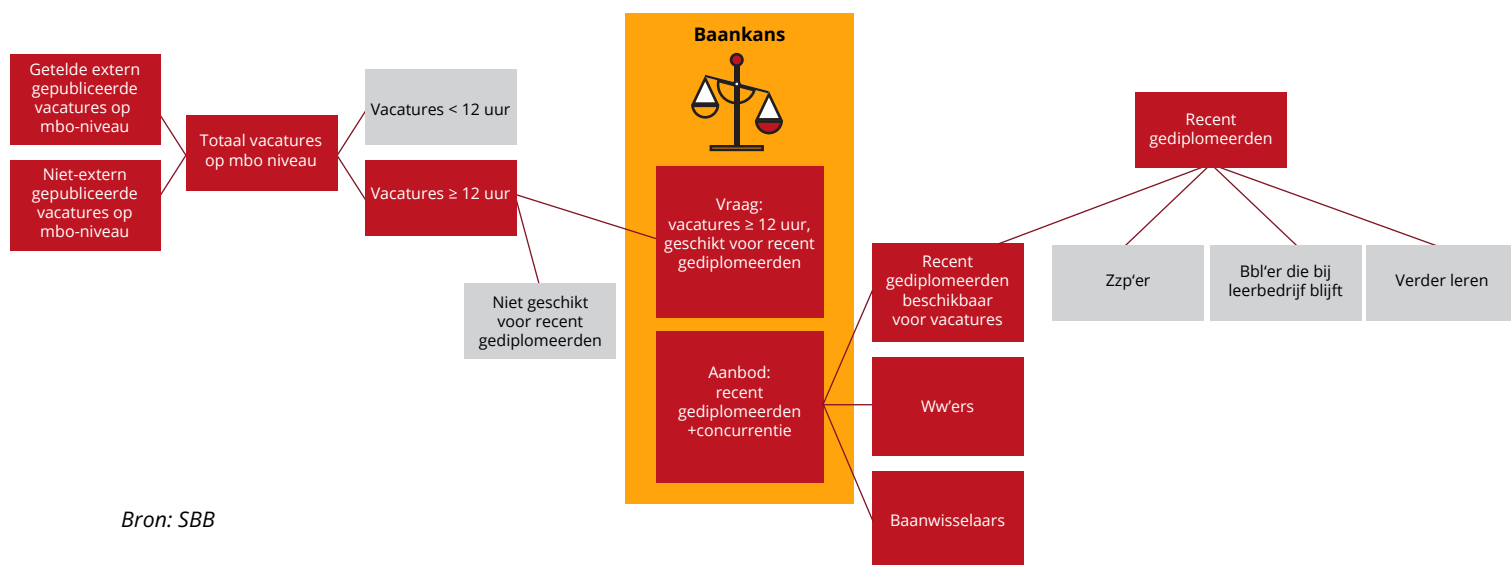 Getelde extern
gepubliceerde
vacatures op
mbo-niveau
Niet-extern
gepubliceerde
vacatures op
mbo-niveau
Totaal vacatures
op mbo niveau
Vacatures < 12 uur
Vacatures ≥ 12 uur
Niet geschikt
voor recent
gediplomeerden
Baankans
Vraag:
vacatures ≥ 12 uur,
geschikt voor recent
gediplomeerden
Aanbod:
recent
gediplomeerden
+concurrentie
Recent
gediplomeerden
beschikbaar
voor vacatures
Ww‘ers
Baanwisselaars
Recent
gediplomeerden
Zzp‘er
Bbl‘er die bij
leerbedrijf blijft
Verder leren
Bron: SBB